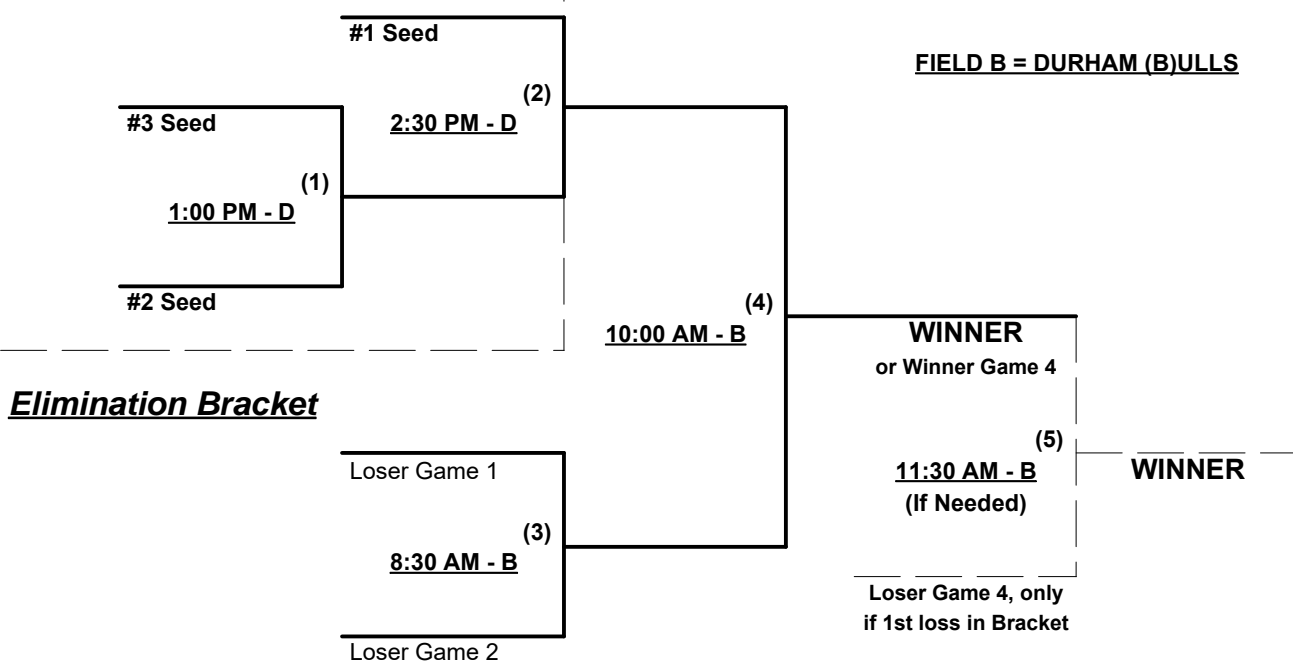 #1 Seed
FIELD B = DURHAM (B)ULLS
(2)
#3 Seed
2:30 PM - D
(1)
1:00 PM - D
#2 Seed
(4)
10:00 AM - B
WINNER
or Winner Game 4
Elimination Bracket
(5)
Loser Game 1
11:30 AM - B
WINNER
(If Needed)
(3)
8:30 AM - B
Loser Game 4, only
if 1st loss in Bracket
Loser Game 2